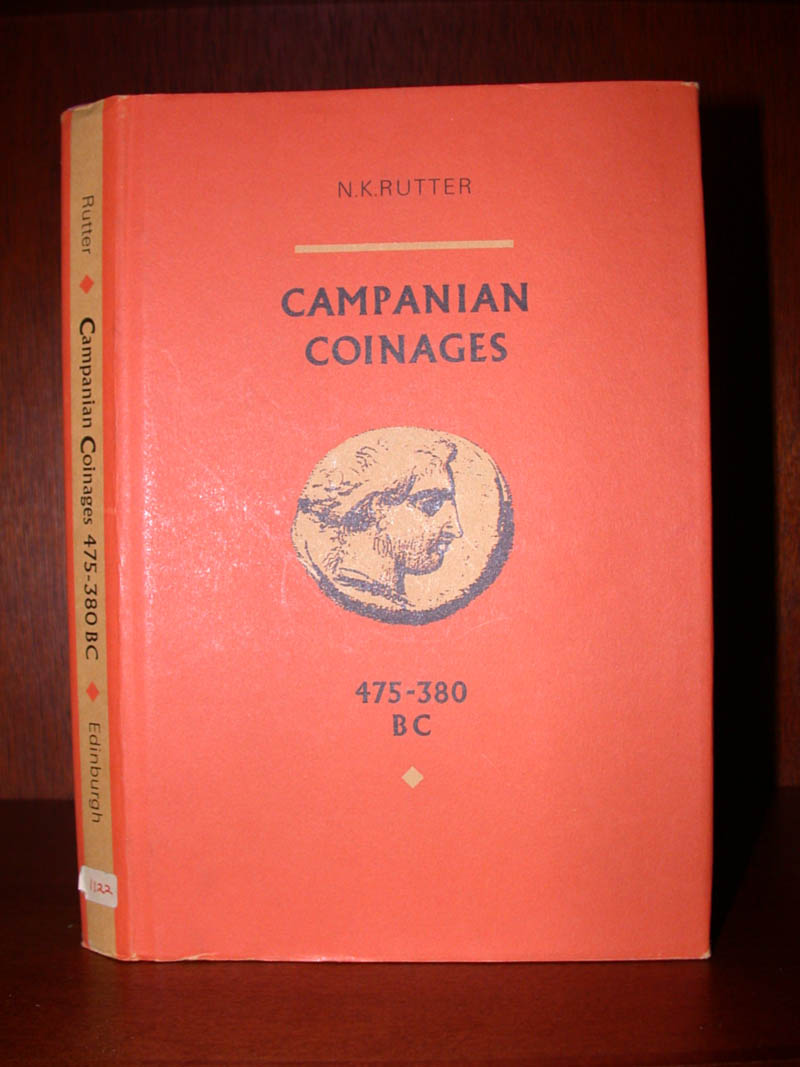 N.K.RUTTER
CAMPANIAN
COINAGES
475-380
BC
Rutter ◆ Campanian Coinages 475-380 BC ◆ Edinburgh
1122